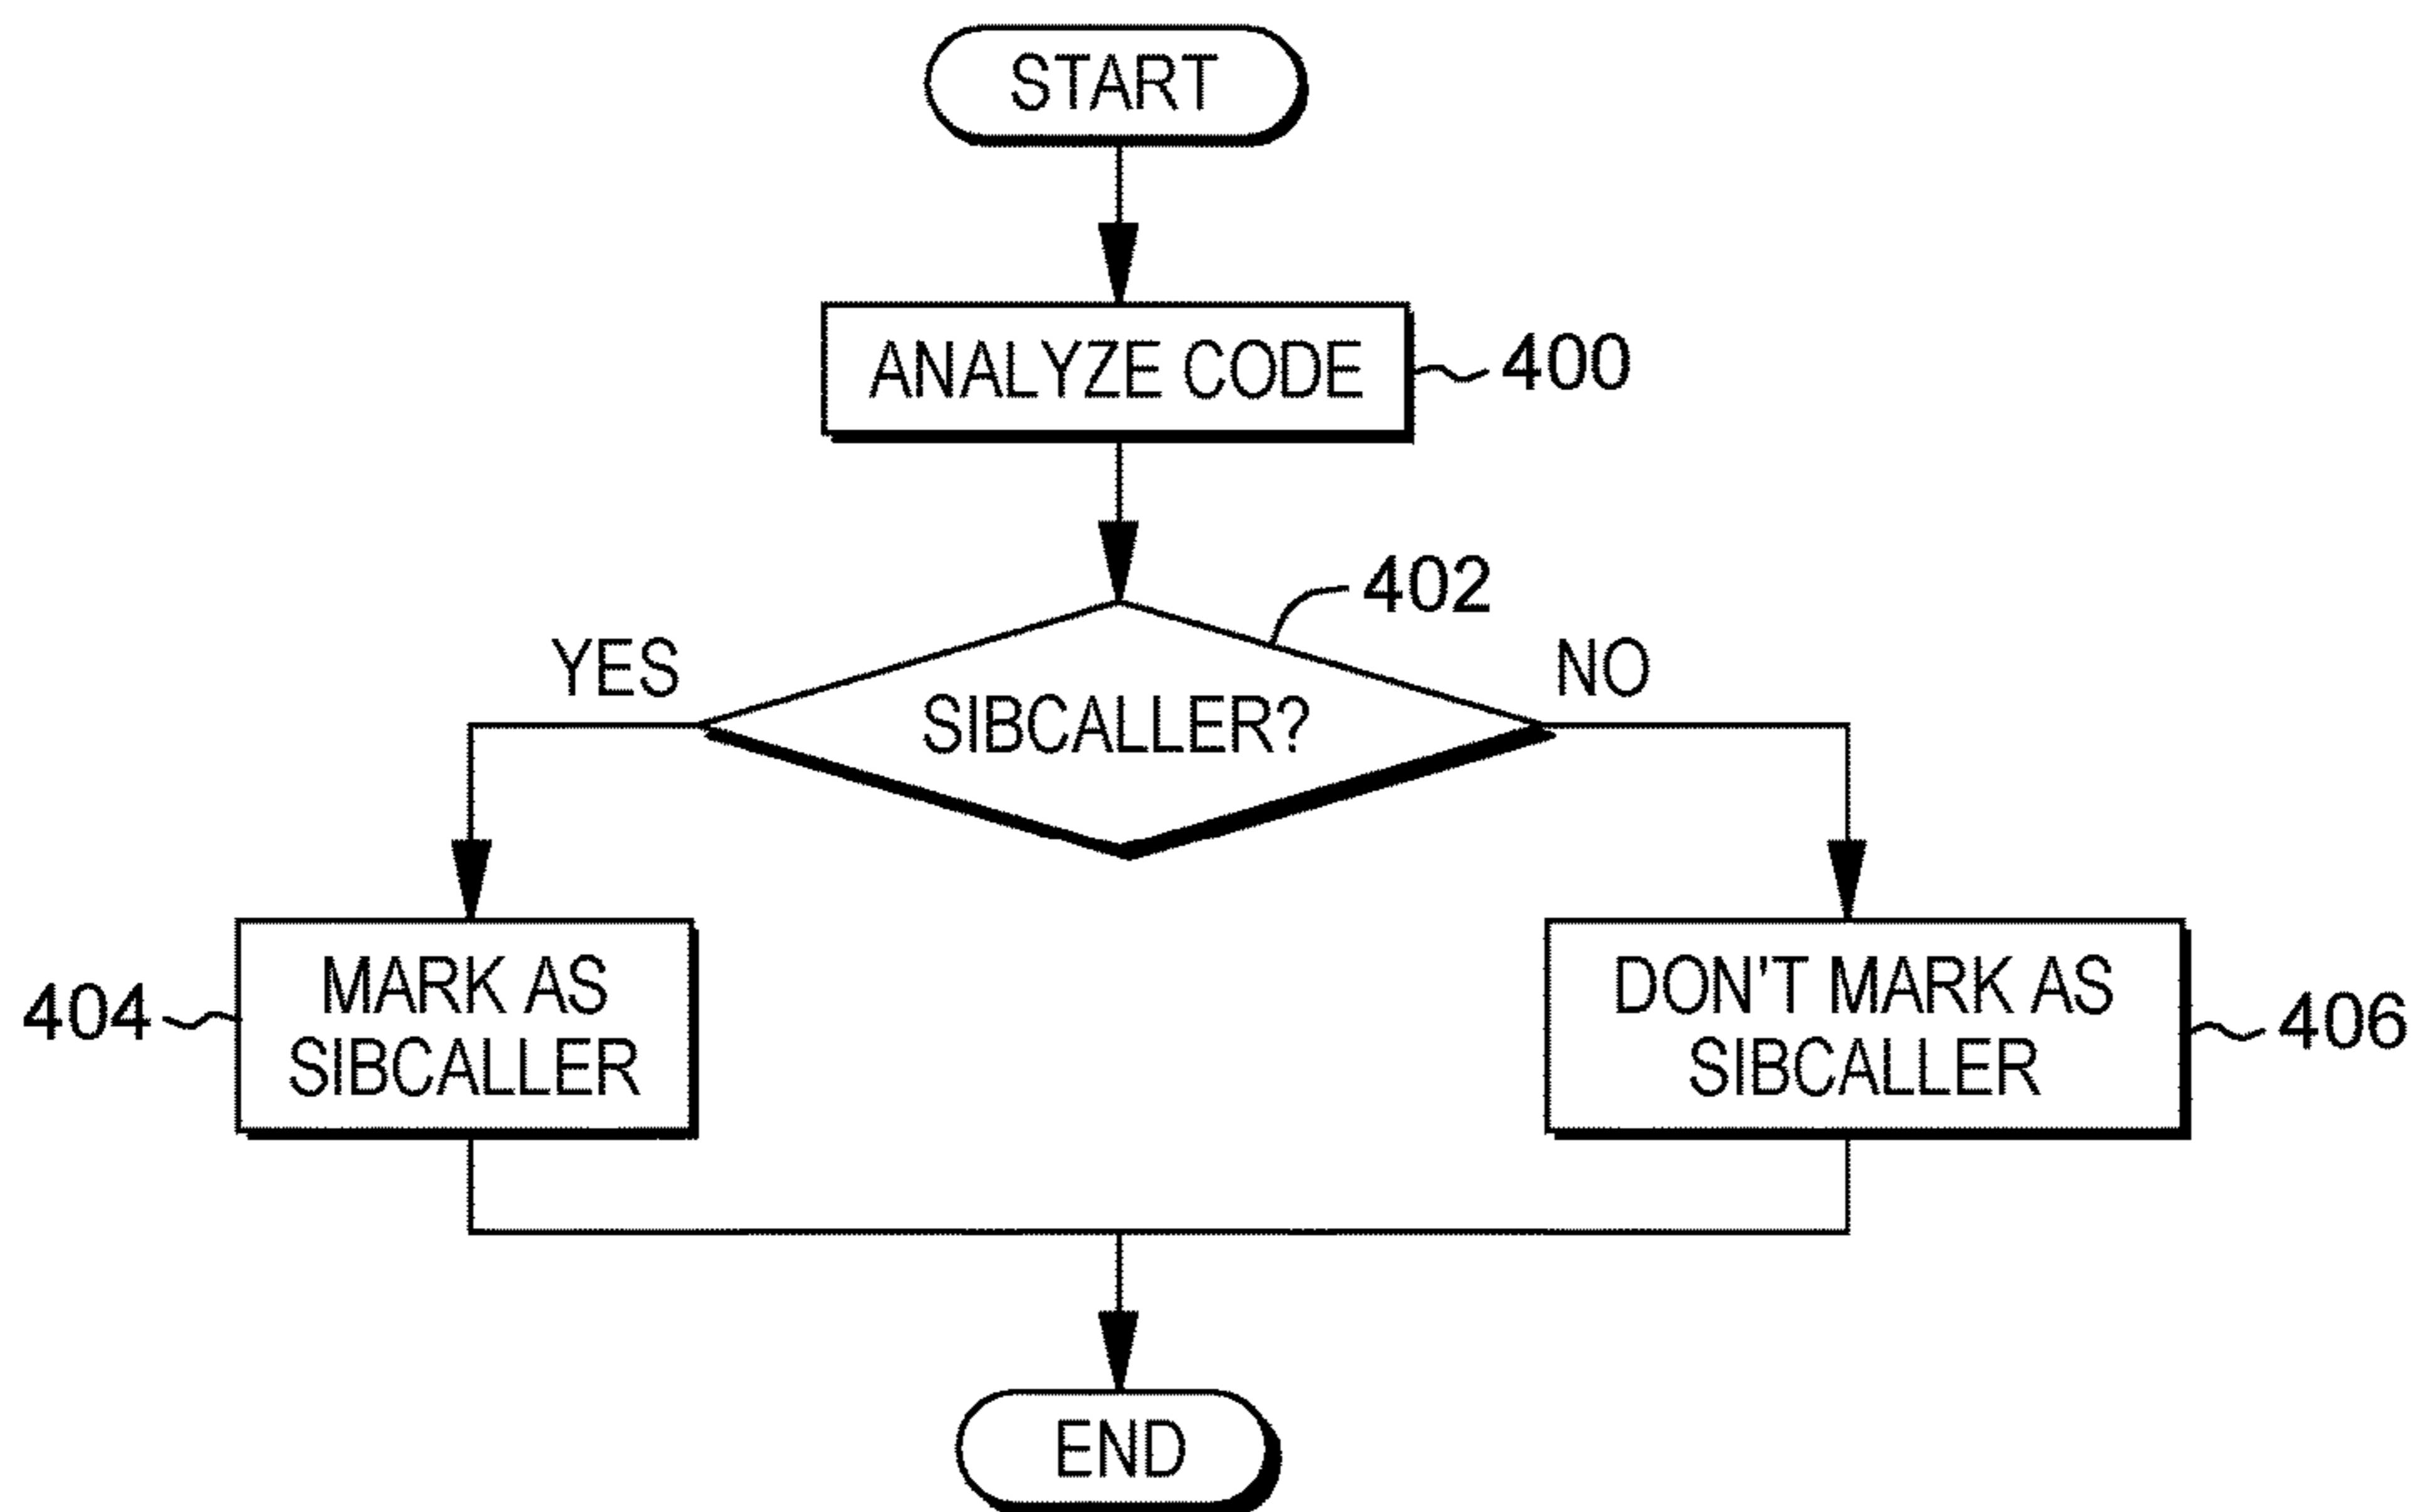 START
ANALYZE CODE
400
402
YES
NO
SIBCALLER?
MARK AS
SIBCALLER
404
DON'T MARK AS
SIBCALLER
406
END